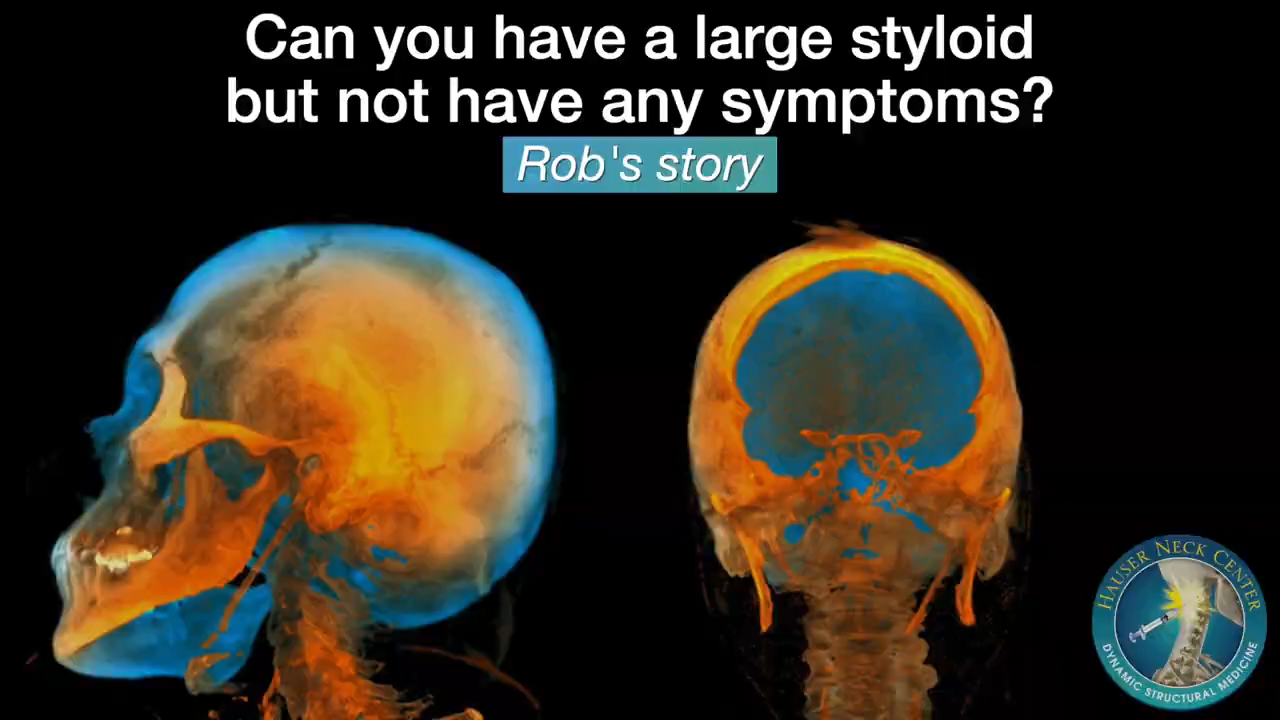 Can you have a large styloid
but not have any symptoms?
Rob's story
HAUSER NECK CENTER
DYNAMIC STRUCTURAL MEDICINE